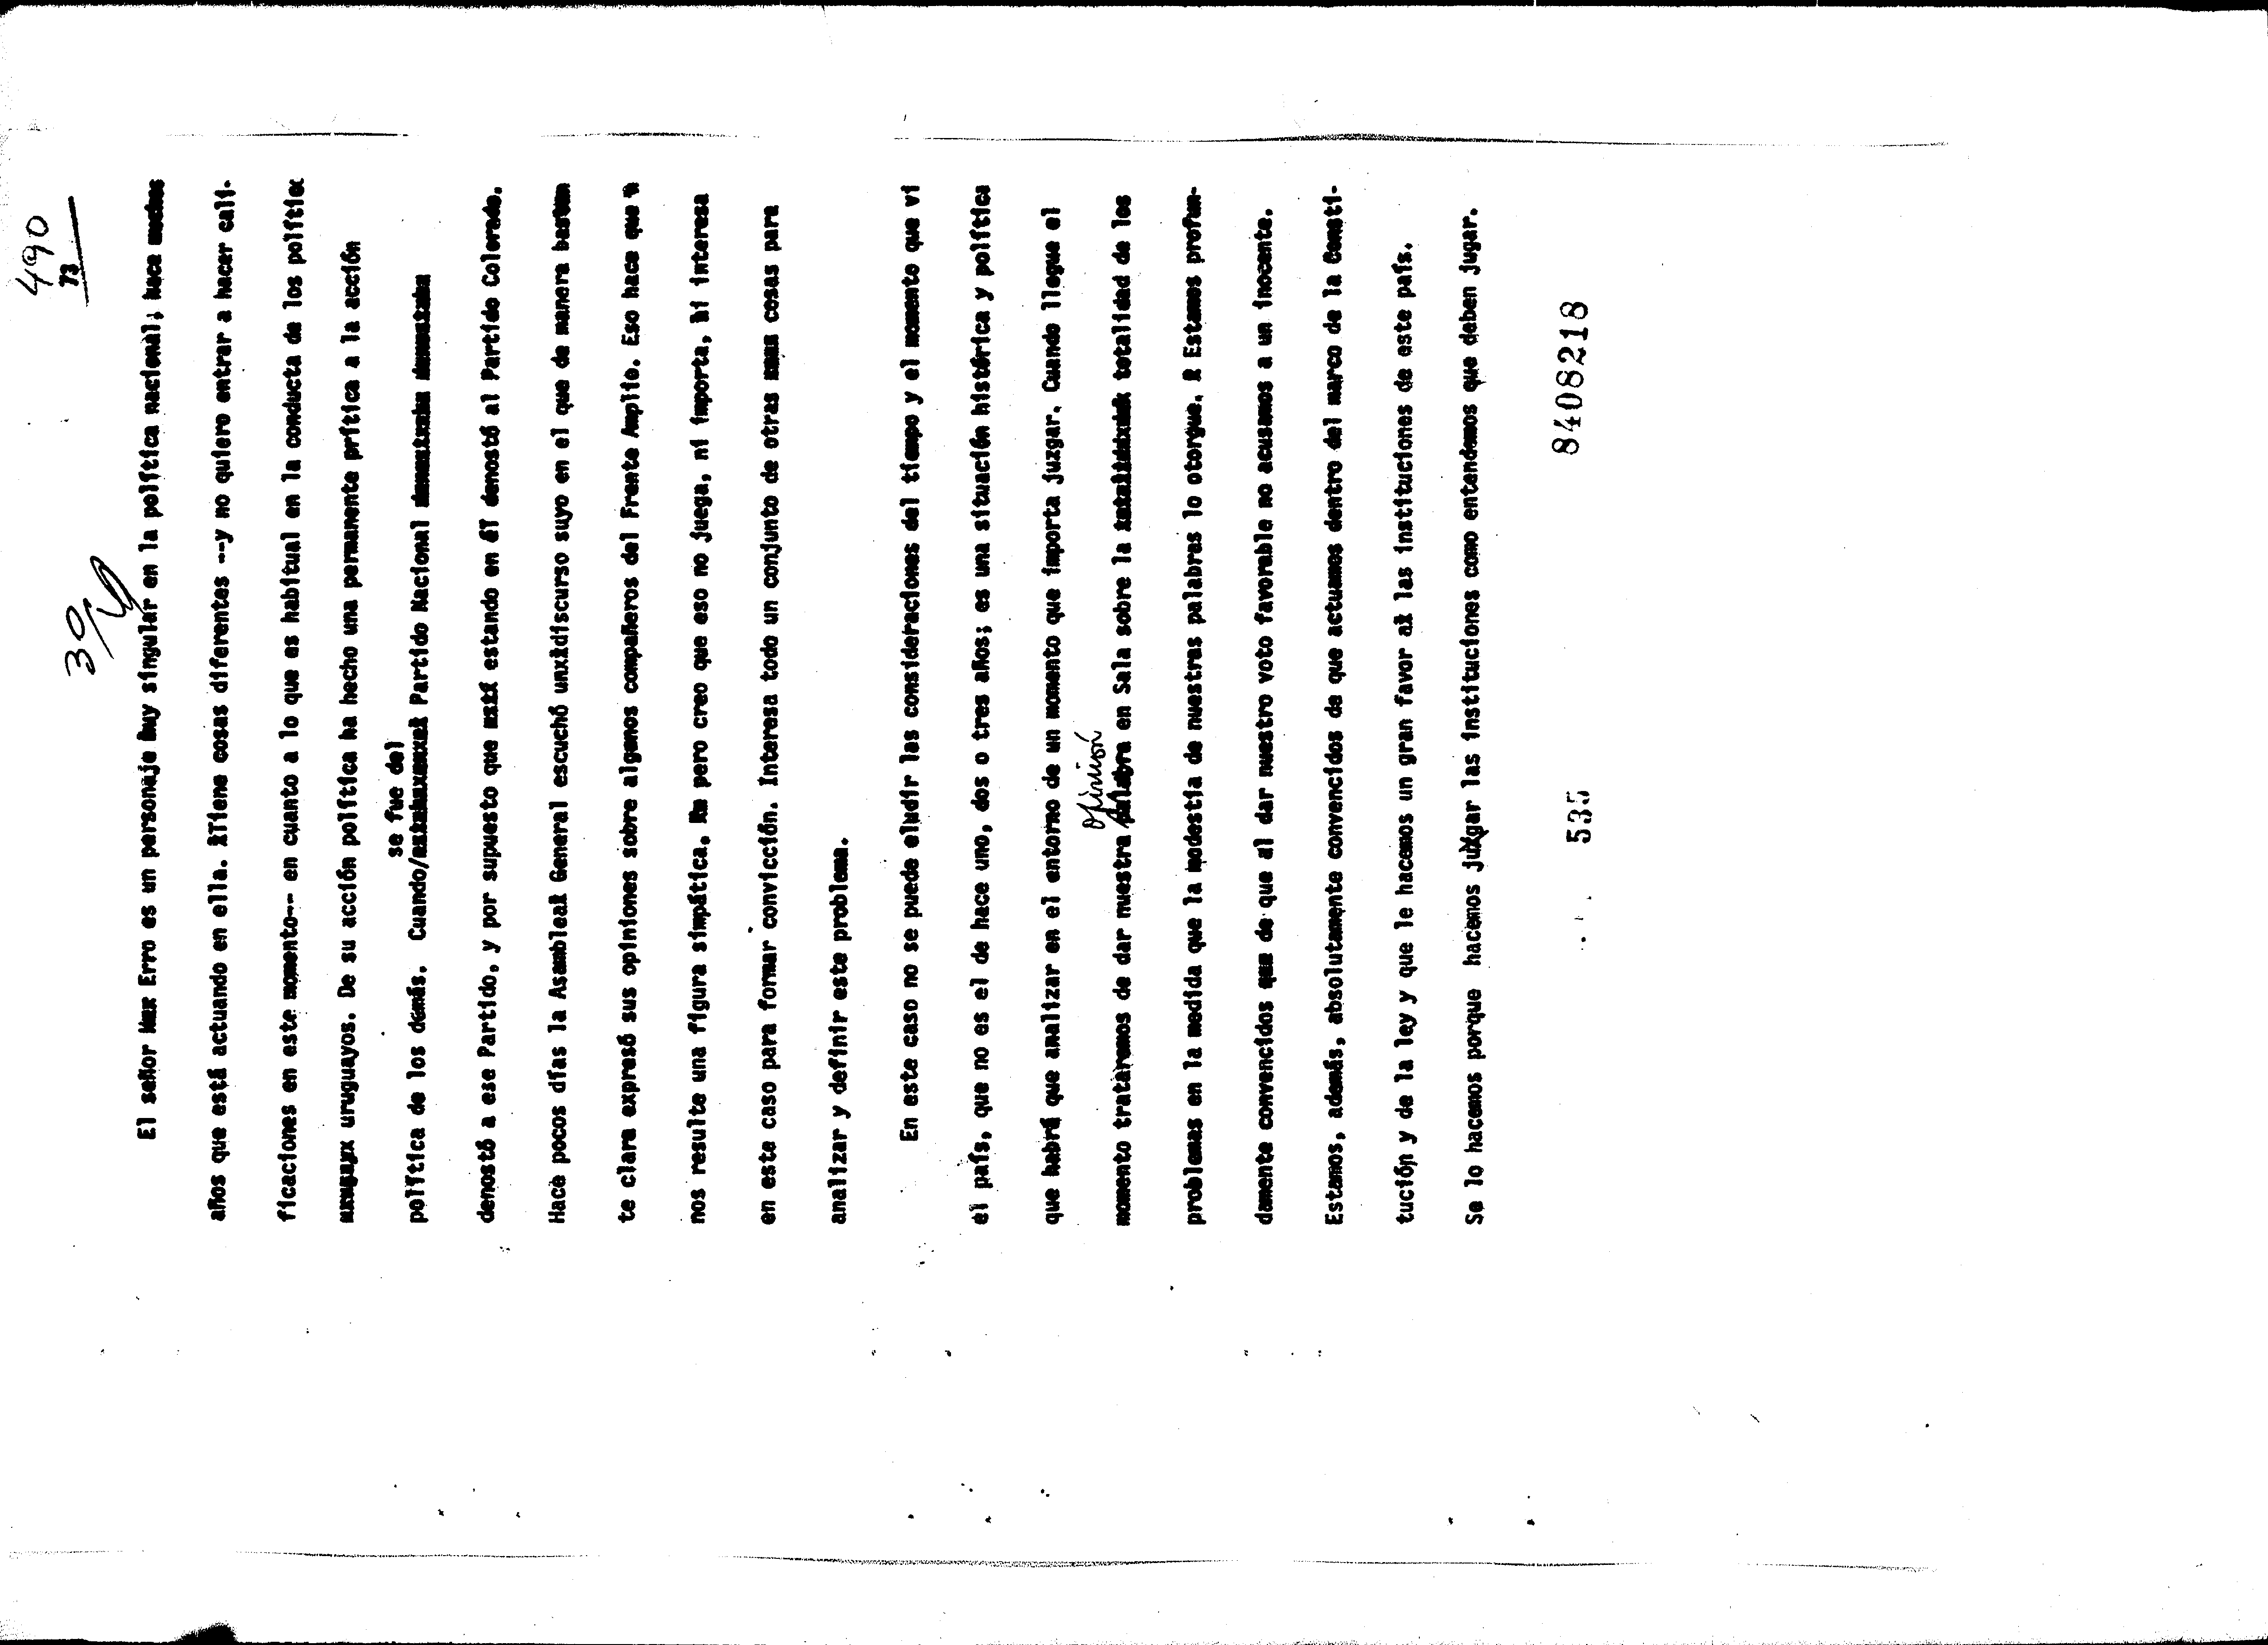 490
73
30/
El señor Erro es un personaje muy singular en la política nacional; hace muchos
años que está actuando en ella. Tiene cosas diferentes --y no quiero entrar a hacer cali-
ficaciones en este momento-- en cuanto a lo que es habitual en la conducta de los político
uruguayos. De su acción política ha hecho una permanente prítica a la acción
se fue del
política de los demás. Cuando/ Partido Nacional
denostó a ese Partido, y por supuesto que estando en él denostó al Partido Colorado.
Hace pocos días la Asamblea General escuchó un discurso suyo en el que de manera bastan
te clara expresó sus opiniones sobre algunos compañeros del Frente Amplio. Eso hace que n
nos resulte una figura simpática, pero creo que eso no juega, ni importa, ni interesa
en este caso para formar convicción. Interesa todo un conjunto de otras cosas para
analizar y definir este problema.
En este caso no se puede eludir las consideraciones del tiempo y el momento que vi
el país, que no es el de hace uno, dos o tres años; es una situación histórica y política
que habrá que analizar en el entorno de un momento que importa juzgar. Cuando llegue el
opinión
momento trataremos de dar nuestra palabra en Sala sobre la totalidad de los
problemas en la medida que la modestia de nuestras palabras lo otorgue. Estamos profun-
damente convencidos que de que al dar nuestro voto favorable no acusamos a un inocente.
Estamos, además, absolutamente convencidos de que actuamos dentro del marco de la Consti-
tución y de la ley y que le hacemos un gran favor a las instituciones de este país.
Se lo hacemos porque hacemos jugar las instituciones como entendemos que deben jugar.
535 8408218